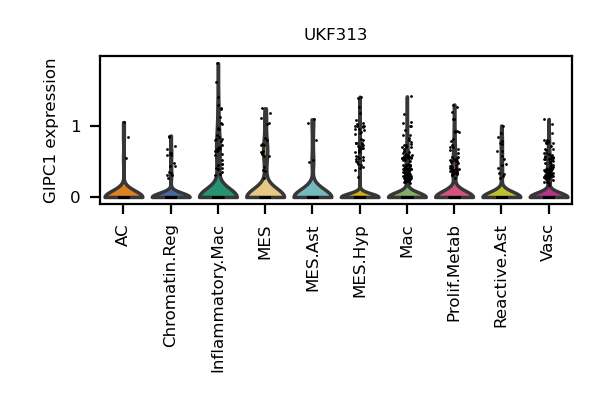 UKF313
GIPC1 expression
1
0
AC
Chromatin.Reg
Inflammatory.Mac
MES
MES.Ast
MES.Hyp
Mac
Prolif.Metab
Reactive.Ast
Vasc